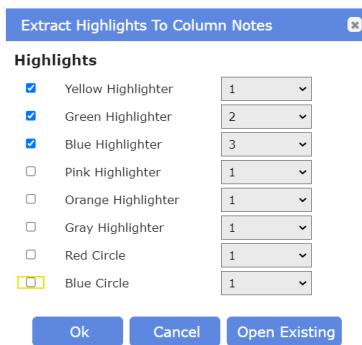 Extract Highlights To Column Notes
Highlights
Yellow Highlighter 1
Green Highlighter 2
Blue Highlighter 3
Pink Highlighter 1
Orange Highlighter 1
Gray Highlighter 1
Red Circle 1
Blue Circle 1
Ok Cancel Open Existing